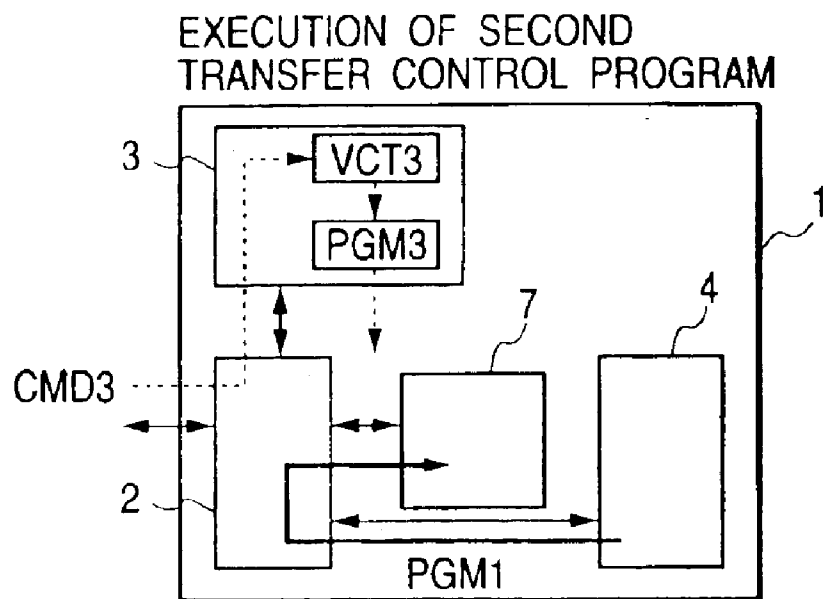 EXECUTION OF SECOND
TRANSFER CONTROL PROGRAM
3
VCT3
1
PGM3
7
4
CMD3
2
PGM1